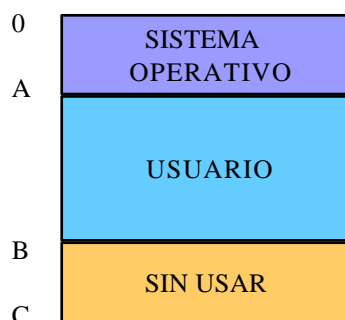 0
SISTEMA
OPERATIVO
A
USUARIO
B
SIN USAR
C